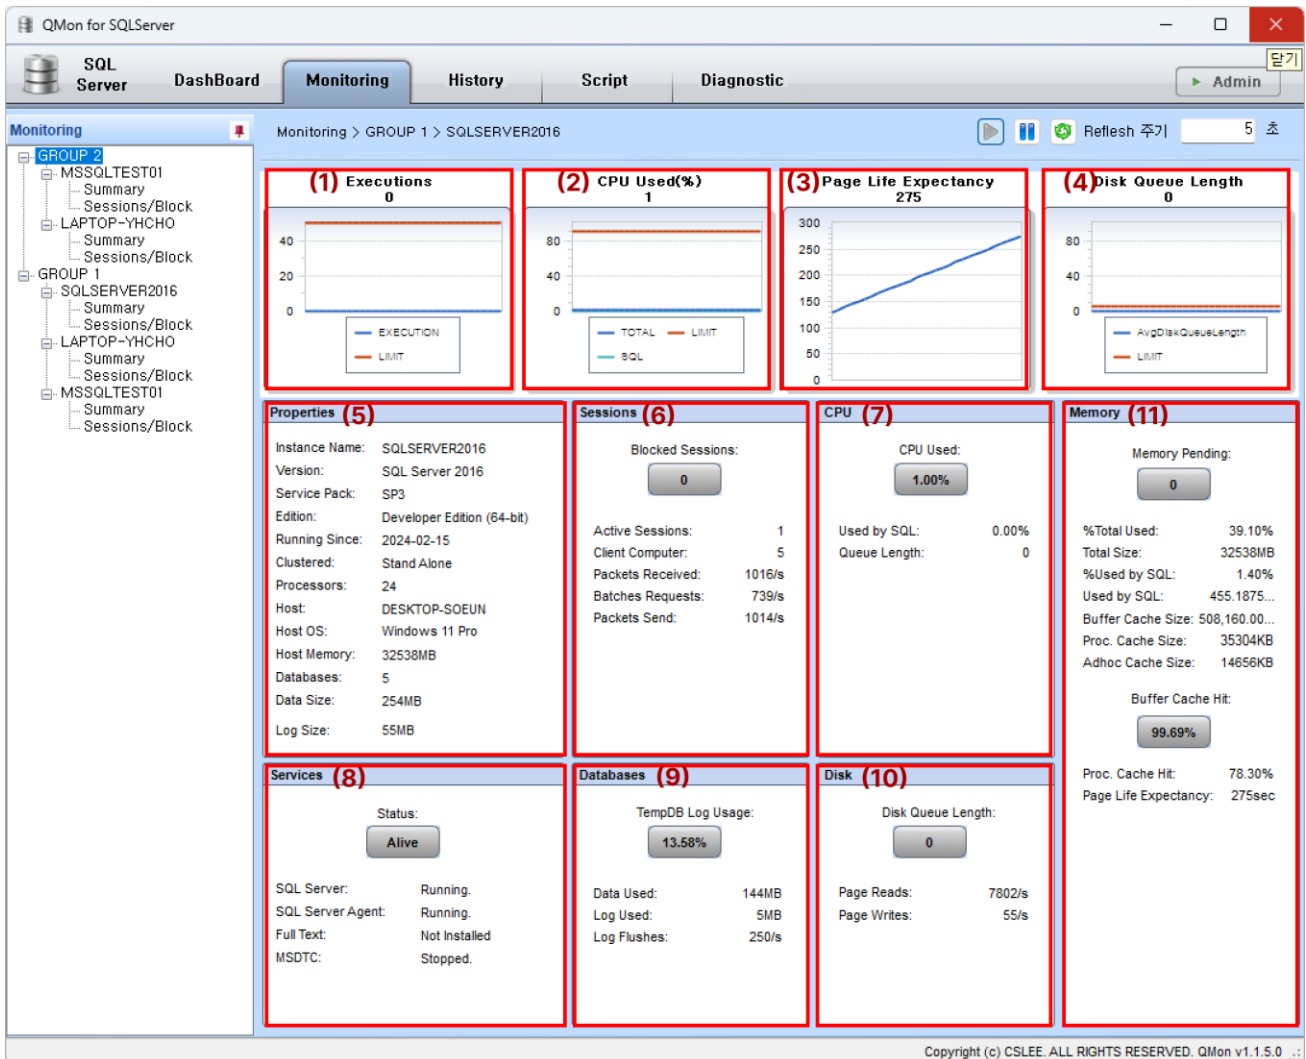 QMon for SQLServer
닫기
SQL
Server
DashBoard
Monitoring
History
Script
Diagnostic
Admin
Monitoring
GROUP 2
MSSQLTEST01
Summary
Sessions/Block
LAPTOP-YHCHO
Summary
Sessions/Block
GROUP 1
SQLSERVER2016
Summary
Sessions/Block
LAPTOP-YHCHO
Summary
Sessions/Block
MSSQLTEST01
Summary
Sessions/Block
Monitoring > GROUP 1 > SQLSERVER2016
Reflesh 주기 5 초
(1) Executions
0
40
20
0
EXECUTION
LIMIT
(2) CPU Used(%)
1
80
40
0
TOTAL LIMIT
SQL
(3) Page Life Expectancy
275
300
250
200
150
100
50
0
(4) Disk Queue Length
0
80
40
0
AvgDiskQueueLength
LIMIT
Properties (5)
Instance Name: SQLSERVER2016
Version: SQL Server 2016
Service Pack: SP3
Edition: Developer Edition (64-bit)
Running Since: 2024-02-15
Clustered: Stand Alone
Processors: 24
Host: DESKTOP-SOEUN
Host OS: Windows 11 Pro
Host Memory: 32538MB
Databases: 5
Data Size: 254MB
Log Size: 55MB
Sessions (6)
Blocked Sessions:
0
Active Sessions: 1
Client Computer: 5
Packets Received: 1016/s
Batches Requests: 739/s
Packets Send: 1014/s
CPU (7)
CPU Used:
1.00%
Used by SQL: 0.00%
Queue Length: 0
Memory (11)
Memory Pending:
0
%Total Used: 39.10%
Total Size: 32538MB
%Used by SQL: 1.40%
Used by SQL: 455.1875...
Buffer Cache Size: 508,160.00...
Proc. Cache Size: 35304KB
Adhoc Cache Size: 14656KB
Buffer Cache Hit:
99.69%
Proc. Cache Hit: 78.30%
Page Life Expectancy: 275sec
Services (8)
Status:
Alive
SQL Server: Running.
SQL Server Agent: Running.
Full Text: Not Installed
MSDTC: Stopped.
Databases (9)
TempDB Log Usage:
13.58%
Data Used: 144MB
Log Used: 5MB
Log Flushes: 250/s
Disk (10)
Disk Queue Length:
0
Page Reads: 7802/s
Page Writes: 55/s
Copyright (c) CSLEE. ALL RIGHTS RESERVED. QMon v1.1.5.0